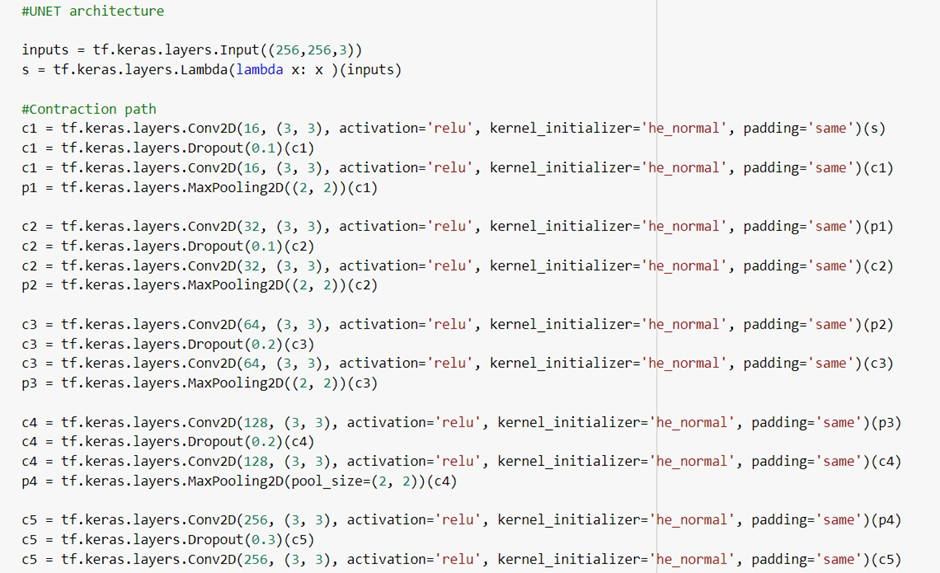 #UNET architecture
inputs = tf.keras.layers.Input((256,256,3))
s = tf.keras.layers.Lambda(lambda x: x )(inputs)
#Contraction path
c1 = tf.keras.layers.Conv2D(16, (3, 3), activation='relu', kernel_initializer='he_normal', padding='same')(s)
c1 = tf.keras.layers.Dropout(0.1)(c1)
c1 = tf.keras.layers.Conv2D(16, (3, 3), activation='relu', kernel_initializer='he_normal', padding='same')(c1)
p1 = tf.keras.layers.MaxPooling2D((2, 2))(c1)
c2 = tf.keras.layers.Conv2D(32, (3, 3), activation='relu', kernel_initializer='he_normal', padding='same')(p1)
c2 = tf.keras.layers.Dropout(0.1)(c2)
c2 = tf.keras.layers.Conv2D(32, (3, 3), activation='relu', kernel_initializer='he_normal', padding='same')(c2)
p2 = tf.keras.layers.MaxPooling2D((2, 2))(c2)
c3 = tf.keras.layers.Conv2D(64, (3, 3), activation='relu', kernel_initializer='he_normal', padding='same')(p2)
c3 = tf.keras.layers.Dropout(0.2)(c3)
c3 = tf.keras.layers.Conv2D(64, (3, 3), activation='relu', kernel_initializer='he_normal', padding='same')(c3)
p3 = tf.keras.layers.MaxPooling2D((2, 2))(c3)
c4 = tf.keras.layers.Conv2D(128, (3, 3), activation='relu', kernel_initializer='he_normal', padding='same')(p3)
c4 = tf.keras.layers.Dropout(0.2)(c4)
c4 = tf.keras.layers.Conv2D(128, (3, 3), activation='relu', kernel_initializer='he_normal', padding='same')(c4)
p4 = tf.keras.layers.MaxPooling2D(pool_size=(2, 2))(c4)
c5 = tf.keras.layers.Conv2D(256, (3, 3), activation='relu', kernel_initializer='he_normal', padding='same')(p4)
c5 = tf.keras.layers.Dropout(0.3)(c5)
c5 = tf.keras.layers.Conv2D(256, (3, 3), activation='relu', kernel_initializer='he_normal', padding='same')(c5)